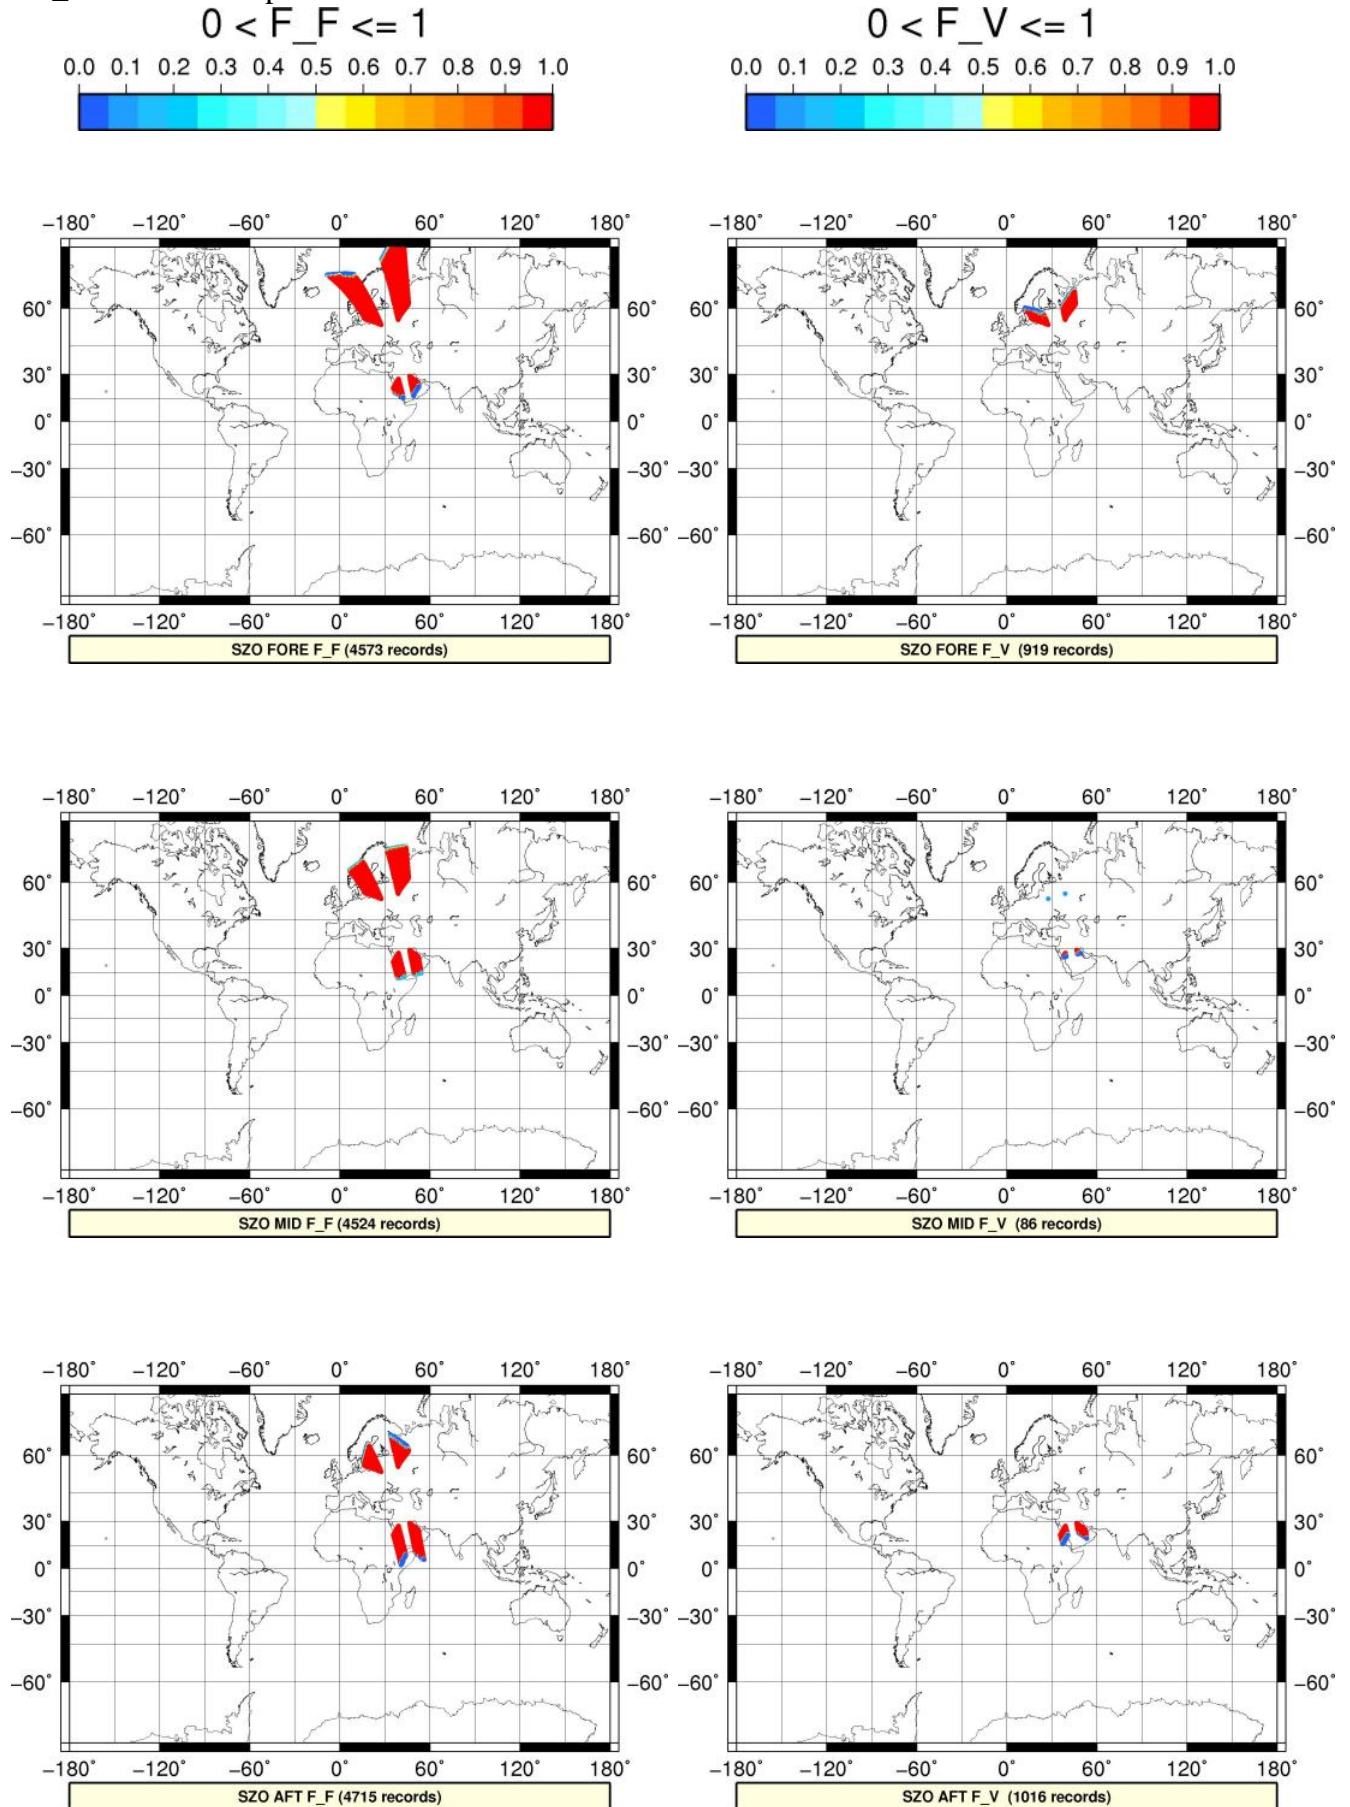 0 < F_F <= 1 0 < F_V <= 1
0.0 0.1 0.2 0.3 0.4 0.5 0.6 0.7 0.8 0.9 1.0 0.0 0.1 0.2 0.3 0.4 0.5 0.6 0.7 0.8 0.9 1.0
−180˚ −120˚ −60˚ 0˚ 60˚ 120˚ 180˚ −180˚ −120˚ −60˚ 0˚ 60˚ 120˚ 180˚
60˚ 60˚ 60˚ 60˚
30˚ 30˚ 30˚ 30˚
0˚ 0˚ 0˚ 0˚
−30˚ −30˚ −30˚ −30˚
−60˚ −60˚ −60˚ −60˚
−180˚ −120˚ −60˚ 0˚ 60˚ 120˚ 180˚ −180˚ −120˚ −60˚ 0˚ 60˚ 120˚ 180˚
SZO FORE F_F (4573 records) SZO FORE F_V (919 records)
−180˚ −120˚ −60˚ 0˚ 60˚ 120˚ 180˚ −180˚ −120˚ −60˚ 0˚ 60˚ 120˚ 180˚
60˚ 60˚ 60˚ 60˚
30˚ 30˚ 30˚ 30˚
0˚ 0˚ 0˚ 0˚
−30˚ −30˚ −30˚ −30˚
−60˚ −60˚ −60˚ −60˚
−180˚ −120˚ −60˚ 0˚ 60˚ 120˚ 180˚ −180˚ −120˚ −60˚ 0˚ 60˚ 120˚ 180˚
SZO MID F_F (4524 records) SZO MID F_V (86 records)
−180˚ −120˚ −60˚ 0˚ 60˚ 120˚ 180˚ −180˚ −120˚ −60˚ 0˚ 60˚ 120˚ 180˚
60˚ 60˚ 60˚ 60˚
30˚ 30˚ 30˚ 30˚
0˚ 0˚ 0˚ 0˚
−30˚ −30˚ −30˚ −30˚
−60˚ −60˚ −60˚ −60˚
−180˚ −120˚ −60˚ 0˚ 60˚ 120˚ 180˚ −180˚ −120˚ −60˚ 0˚ 60˚ 120˚ 180˚
SZO AFT F_F (4715 records) SZO AFT F_V (1016 records)